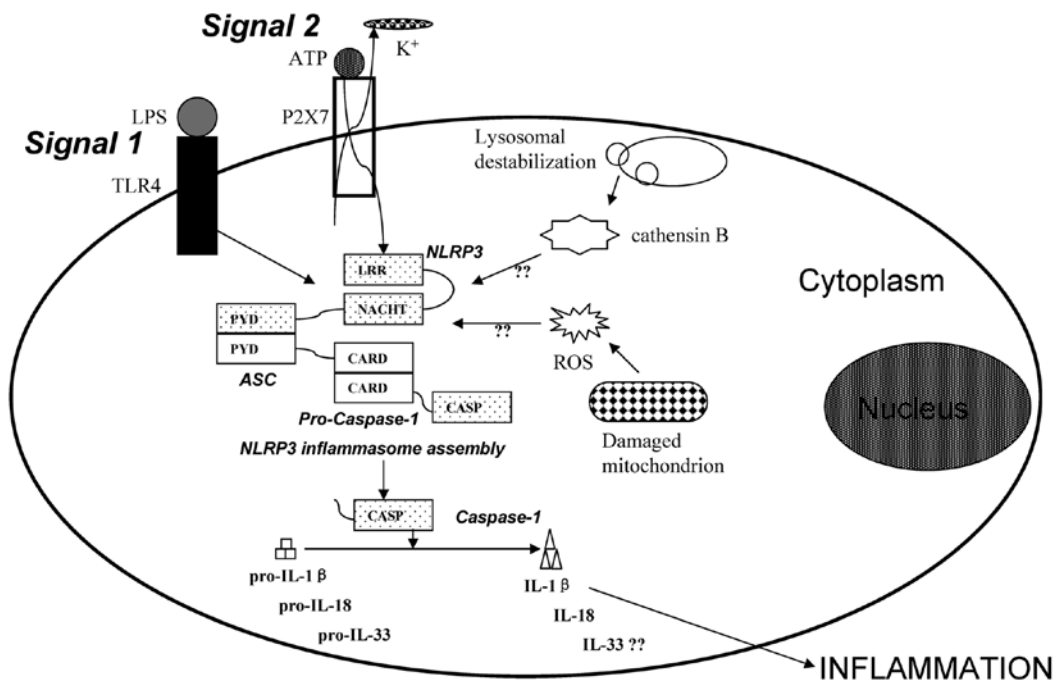 Signal 2
K+
ATP
LPS
P2X7
Signal 1
TLR4
Lysosomal
destabilization
cathensin B
NLRP3
LRR
??
Cytoplasm
NACHT
PYD
??
ROS
PYD
CARD
ASC
CARD
CASP
Nucleus
Pro-Caspase-1
Damaged
mitochondrion
NLRP3 inflammasome assembly
CASP
Caspase-1
pro-IL-1 β
IL-1 β
pro-IL-18
IL-18
pro-IL-33
IL-33 ??
INFLAMMATION